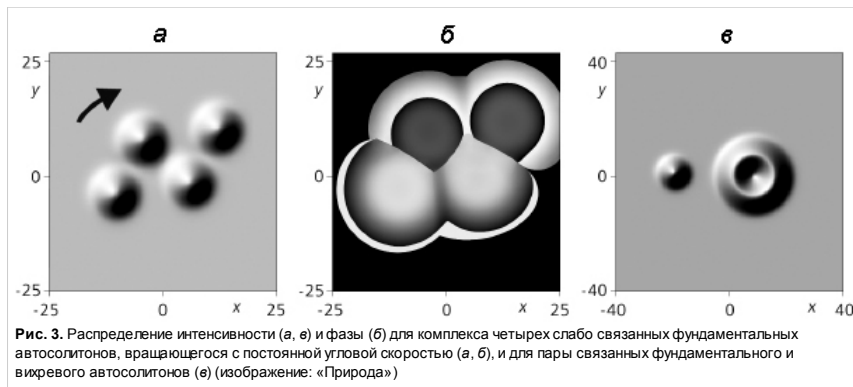 а
б
в
25
y
0
-25
-25
0
x
25
25
y
0
-25
-25
0
x
25
40
y
0
-40
-40
0
x
40
Рис. 3. Распределение интенсивности (а, в) и фазы (б) для комплекса четырех слабо связанных фундаментальных
автосолитонов, вращающегося с постоянной угловой скоростью (а, б), и для пары связанных фундаментального и
вихревого автосолитонов (в) (изображение: «Природа»)